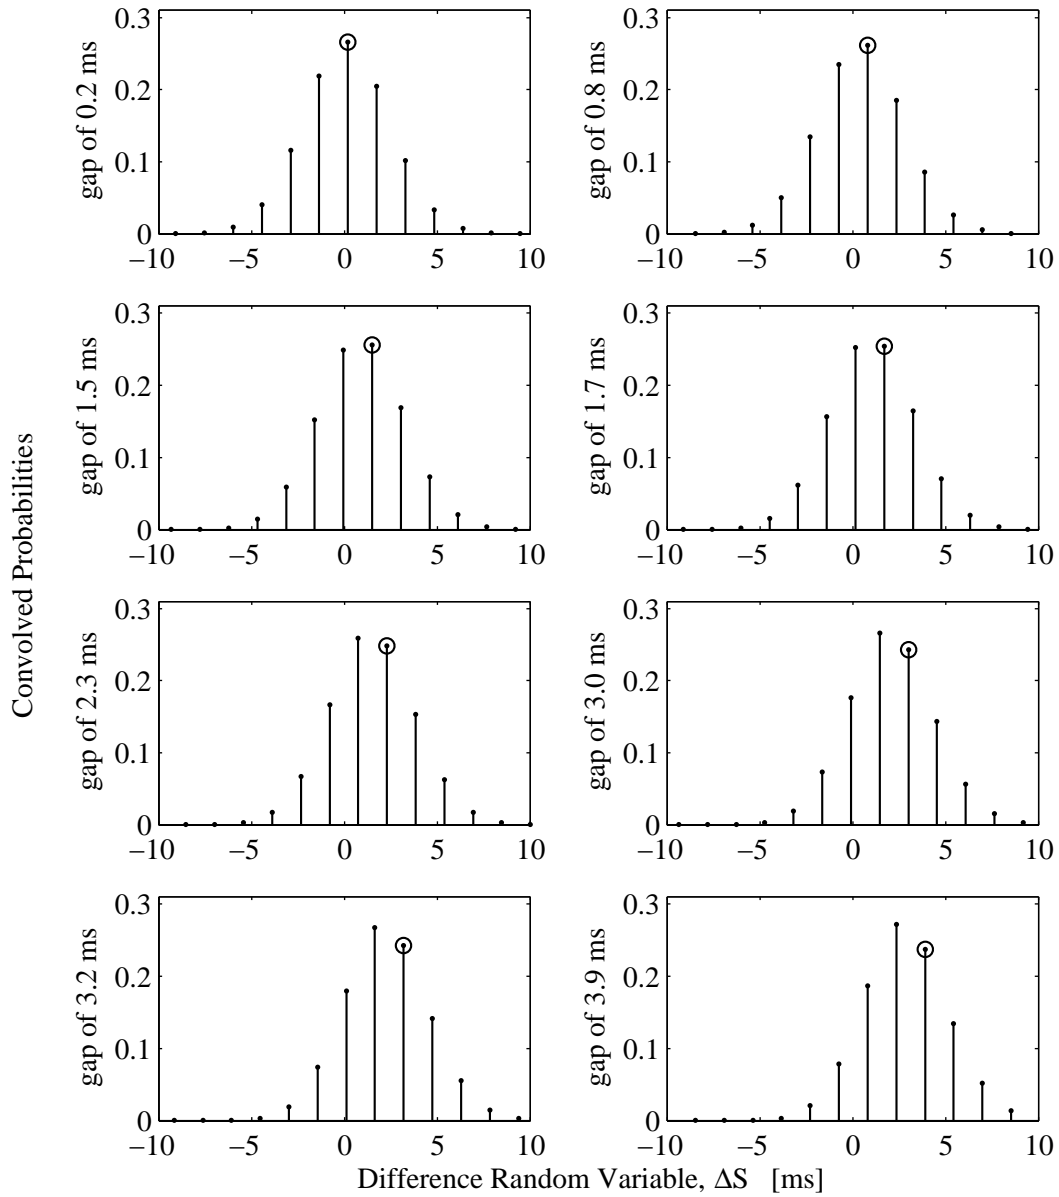 Convolved Probabilities
gap of 0.2 ms
0.3
0.2
0.1
0
−10 −5 0 5 10
gap of 0.8 ms
0.3
0.2
0.1
0
−10 −5 0 5 10
gap of 1.5 ms
0.3
0.2
0.1
0
−10 −5 0 5 10
gap of 1.7 ms
0.3
0.2
0.1
0
−10 −5 0 5 10
gap of 2.3 ms
0.3
0.2
0.1
0
−10 −5 0 5 10
gap of 3.0 ms
0.3
0.2
0.1
0
−10 −5 0 5 10
gap of 3.2 ms
0.3
0.2
0.1
0
−10 −5 0 5 10
gap of 3.9 ms
0.3
0.2
0.1
0
−10 −5 0 5 10
Difference Random Variable, ΔS [ms]